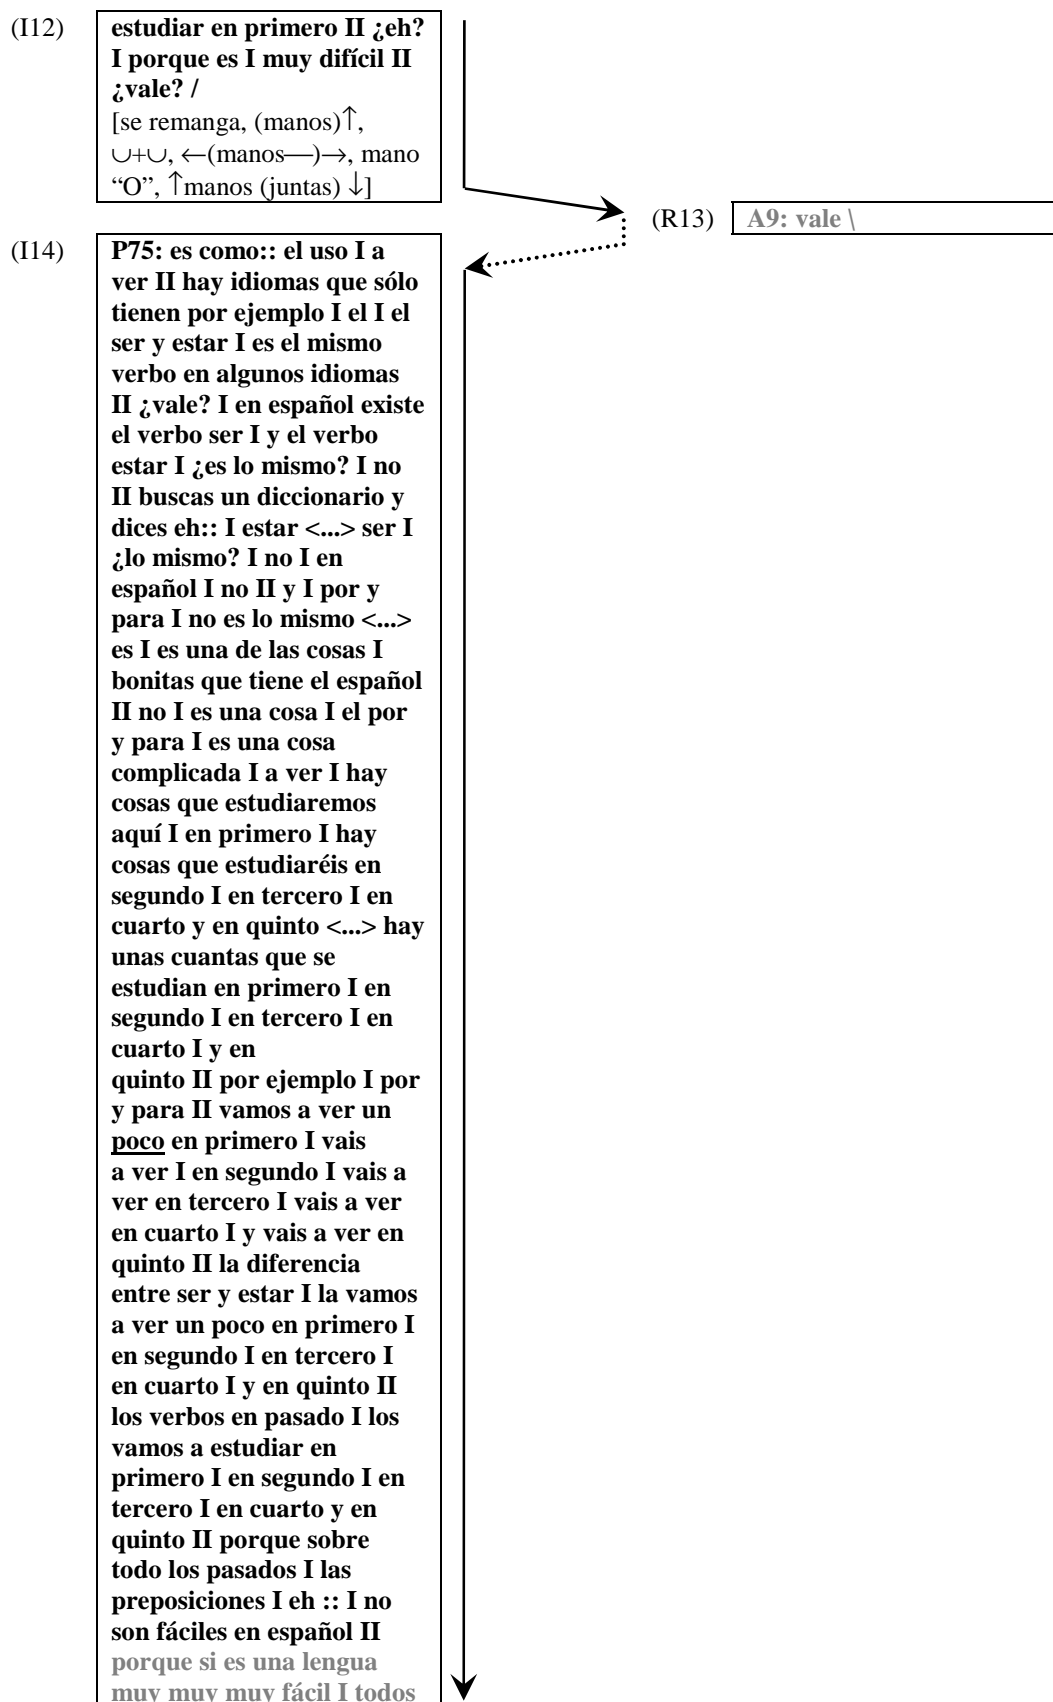 (I12)
estudiar en primero II ¿eh?
I porque es I muy difícil II
¿vale? /
[se remanga, (manos)↑,
∪+∪, ←(manos—)→, mano
“O”, ↑manos (juntas) ↓]
(R13)
A9: vale \
(I14)
P75: es como:: el uso I a
ver II hay idiomas que sólo
tienen por ejemplo I el I el
ser y estar I es el mismo
verbo en algunos idiomas
II ¿vale? I en español existe
el verbo ser I y el verbo
estar I ¿es lo mismo? I no
II buscas un diccionario y
dices eh:: I estar <...> ser I
¿lo mismo? I no I en
español I no II y I por y
para I no es lo mismo <...>
es I es una de las cosas I
bonitas que tiene el español
II no I es una cosa I el por
y para I es una cosa
complicada I a ver I hay
cosas que estudiaremos
aquí I en primero I hay
cosas que estudiaréis en
segundo I en tercero I en
cuarto y en quinto <...> hay
unas cuantas que se
estudian en primero I en
segundo I en tercero I en
cuarto I y en
quinto II por ejemplo I por
y para II vamos a ver un
poco en primero I vais
a ver I en segundo I vais a
ver en tercero I vais a ver
en cuarto I y vais a ver en
quinto II la diferencia
entre ser y estar I la vamos
a ver un poco en primero I
en segundo I en tercero I
en cuarto I y en quinto II
los verbos en pasado I los
vamos a estudiar en
primero I en segundo I en
tercero I en cuarto y en
quinto II porque sobre
todo los pasados I las
preposiciones I eh :: I no
son fáciles en español II
porque si es una lengua
muy muy muy fácil I todos